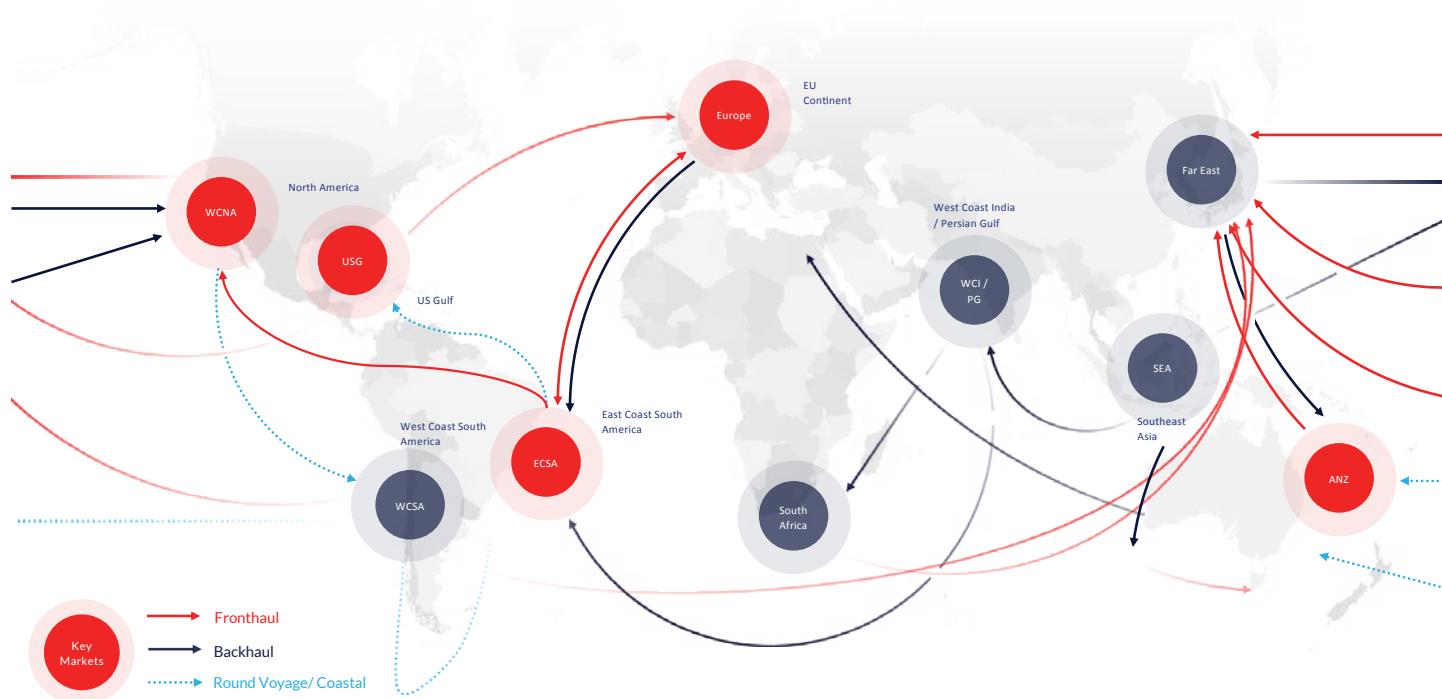 EU
Continent
Europe
Far East
North America
WCNA
West Coast India
/ Persian Gulf
USG
WCI /
PG
US Gulf
SEA
East Coast South
America
West Coast South
America
Southeast
Asia
ECSA
ANZ
WCSA
South
Africa
Key
Markets
Fronthaul
Backhaul
Round Voyage/ Coastal